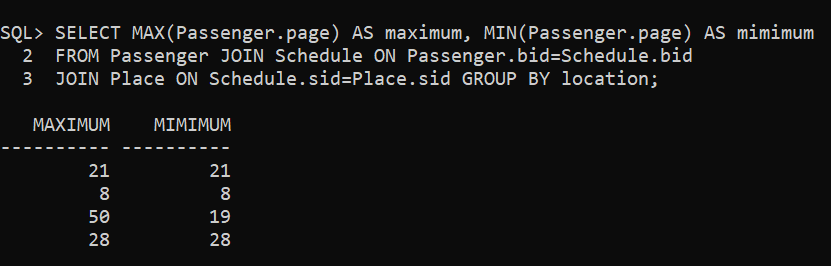 SQL> SELECT MAX(Passenger.page) AS maximum, MIN(Passenger.page) AS mimimum
  2  FROM Passenger JOIN Schedule ON Passenger.bid=Schedule.bid
  3  JOIN Place ON Schedule.sid=Place.sid GROUP BY location;
   MAXIMUM    MIMIMUM
---------- ----------
        21         21
         8          8
        50         19
        28         28